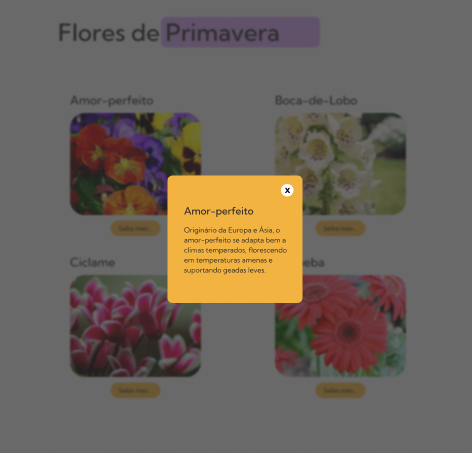 Flores de Primavera
Amor-perfeito
Boca-de-Lobo
x
Amor-perfeito
Originário da Europa e Ásia, o
amor-perfeito se adapta bem a
climas temperados, florescendo
em temperaturas amenas e
suportando geadas leves.
Saiba mais...
Saiba mais...
Ciclame
eba
Saiba mais...
Saiba mais...